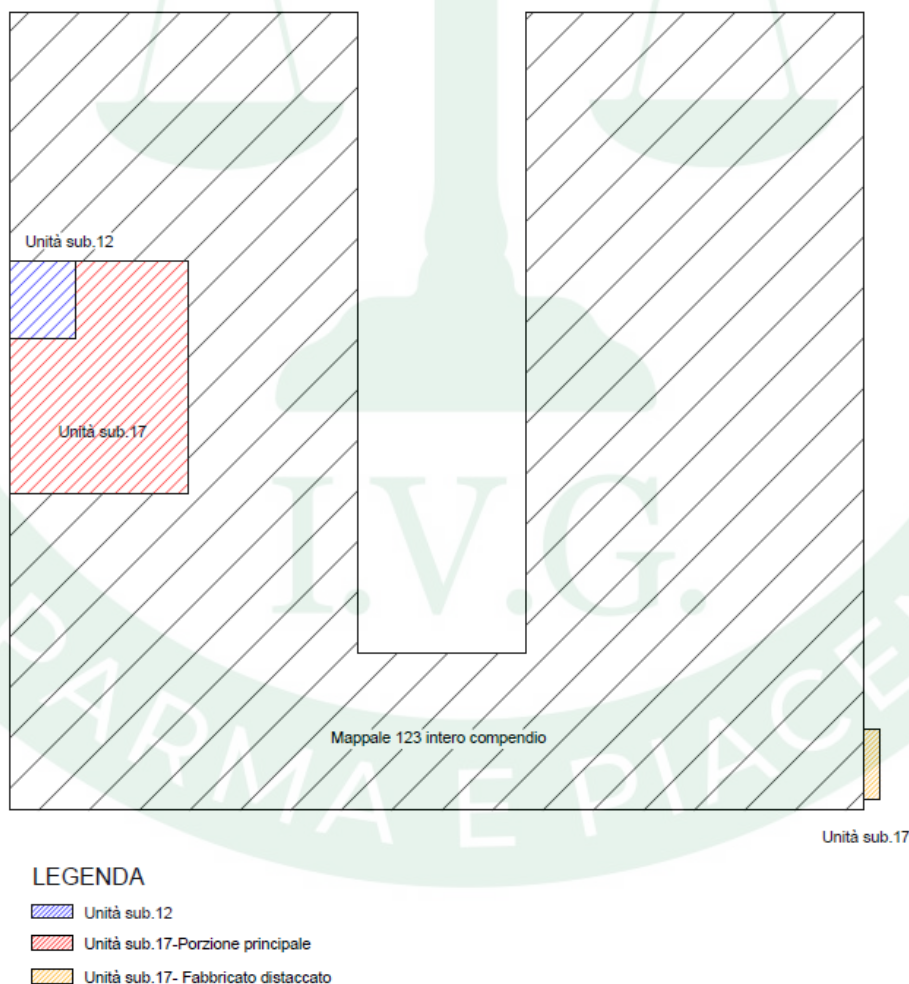 Unità sub.12
Unità sub.17
I.V.G.
Mappale 123 intero compendio
PARMA E PIACEN
Unità sub.17
LEGENDA
Unità sub.12
Unità sub.17-Porzione principale
Unità sub.17- Fabbricato distaccato